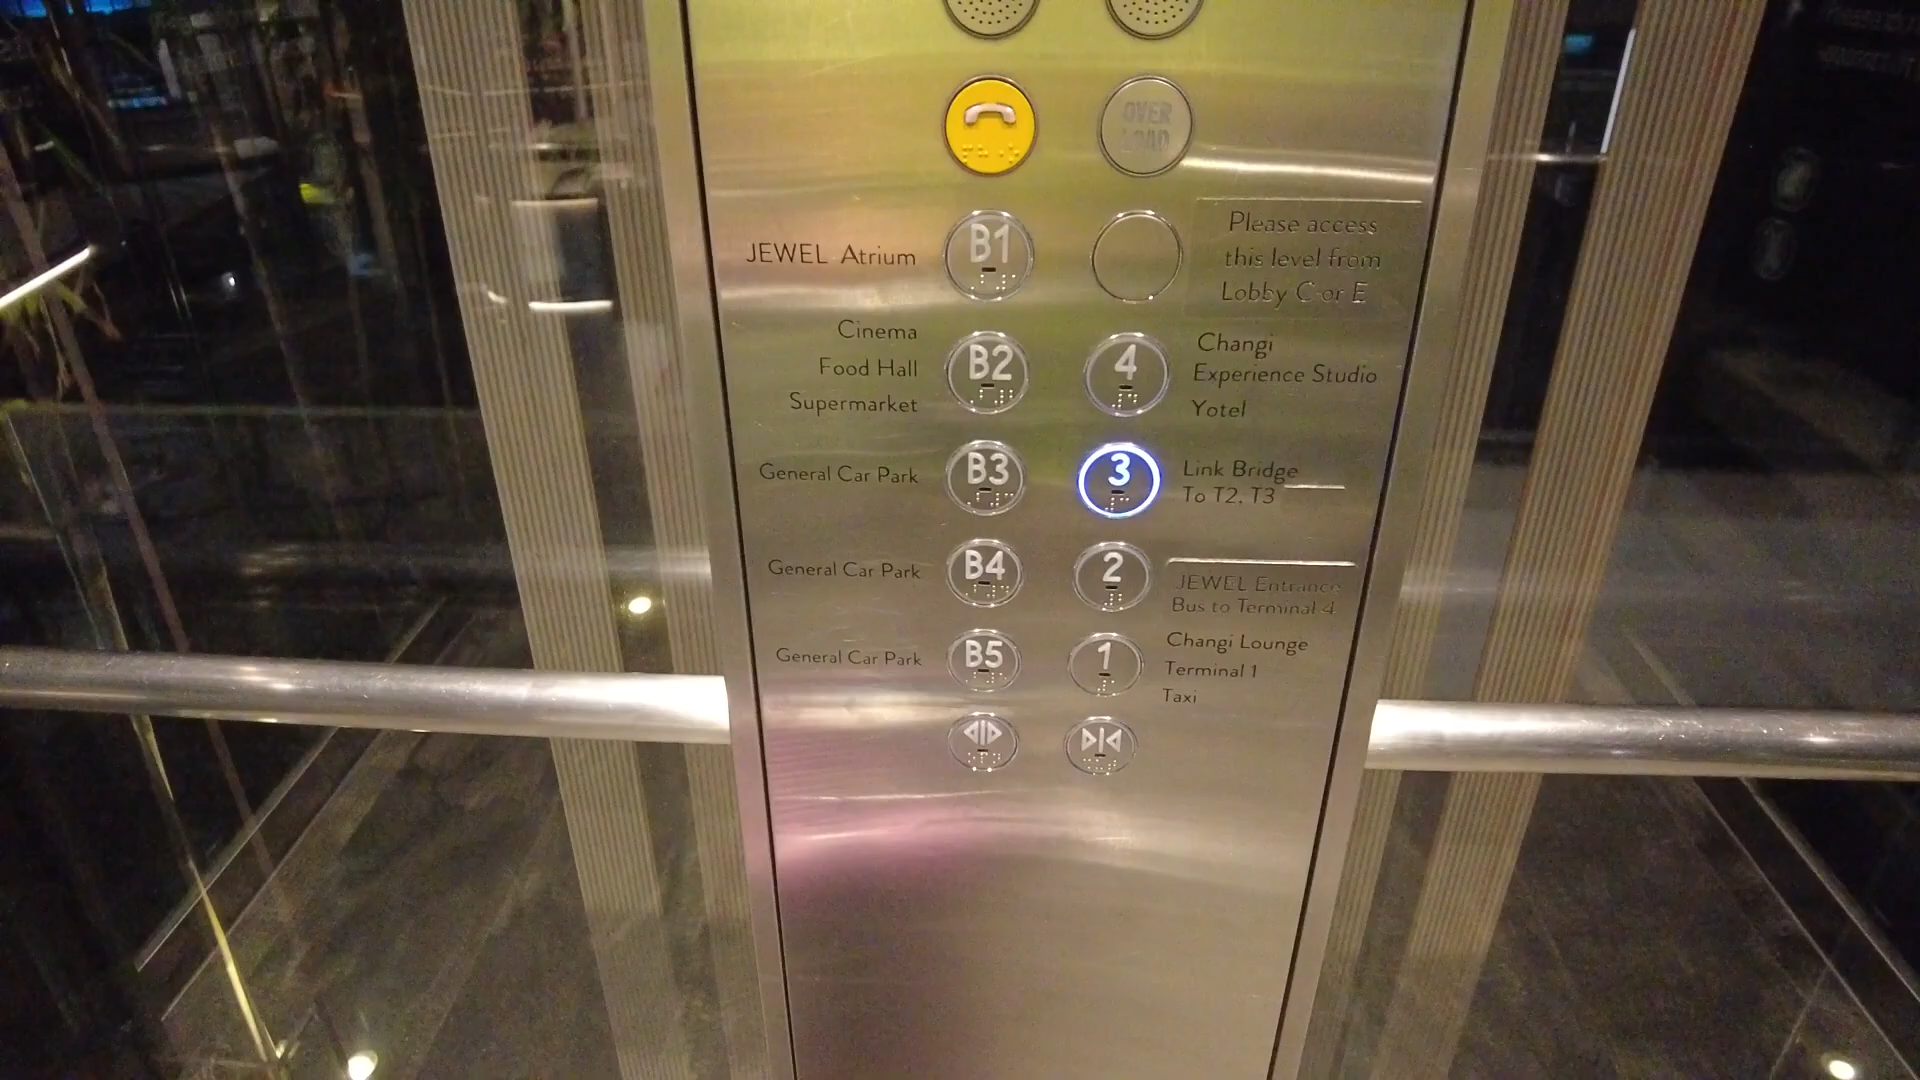 OVER
LOAD
JEWEL Atrium
B1
Please access
this level from
Lobby C or E
Cinema
Food Hall
Supermarket
B2
4
Changi
Experience Studio
Yotel
General Car Park
B3
3
Link Bridge
To T2, T3
General Car Park
B4
2
JEWEL Entrance
Bus to Terminal 4
General Car Park
B5
1
Changi Lounge
Terminal 1
Taxi